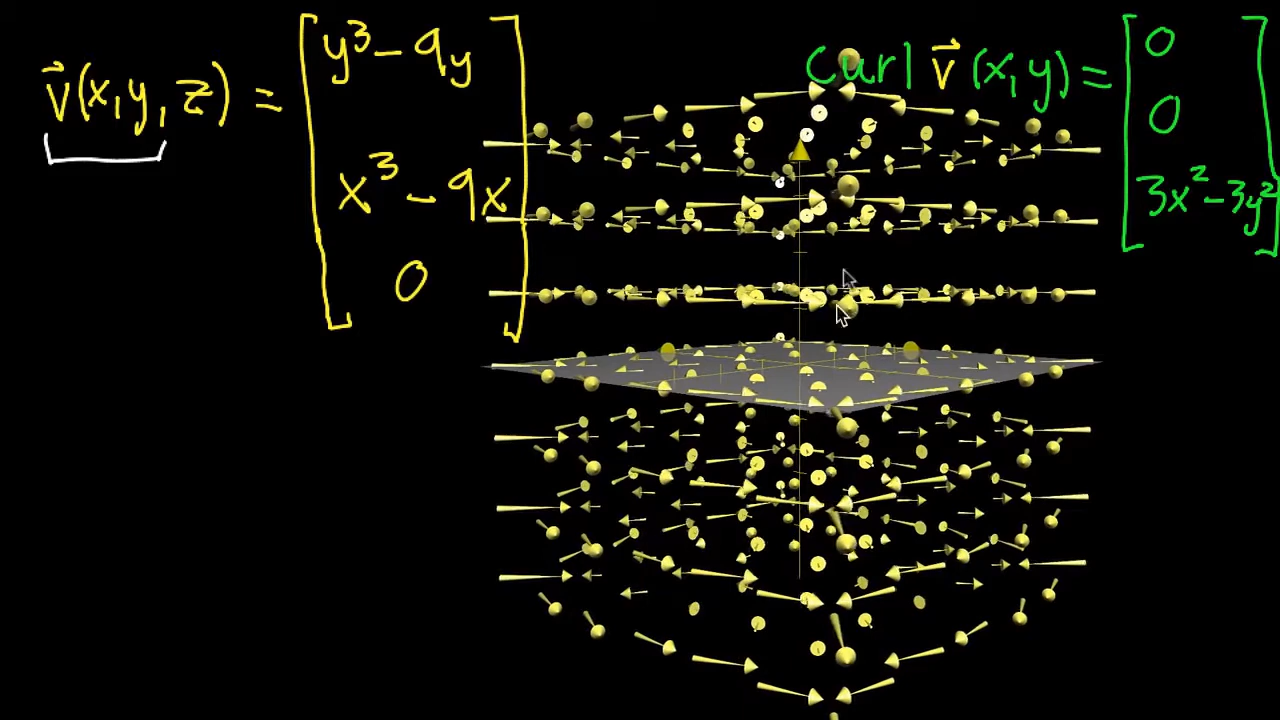 v⃗(x,y,z) = [y³ - 9y
x³ - 9x
0]
curl v⃗(x,y) = [0
0
3x² - 3y²]